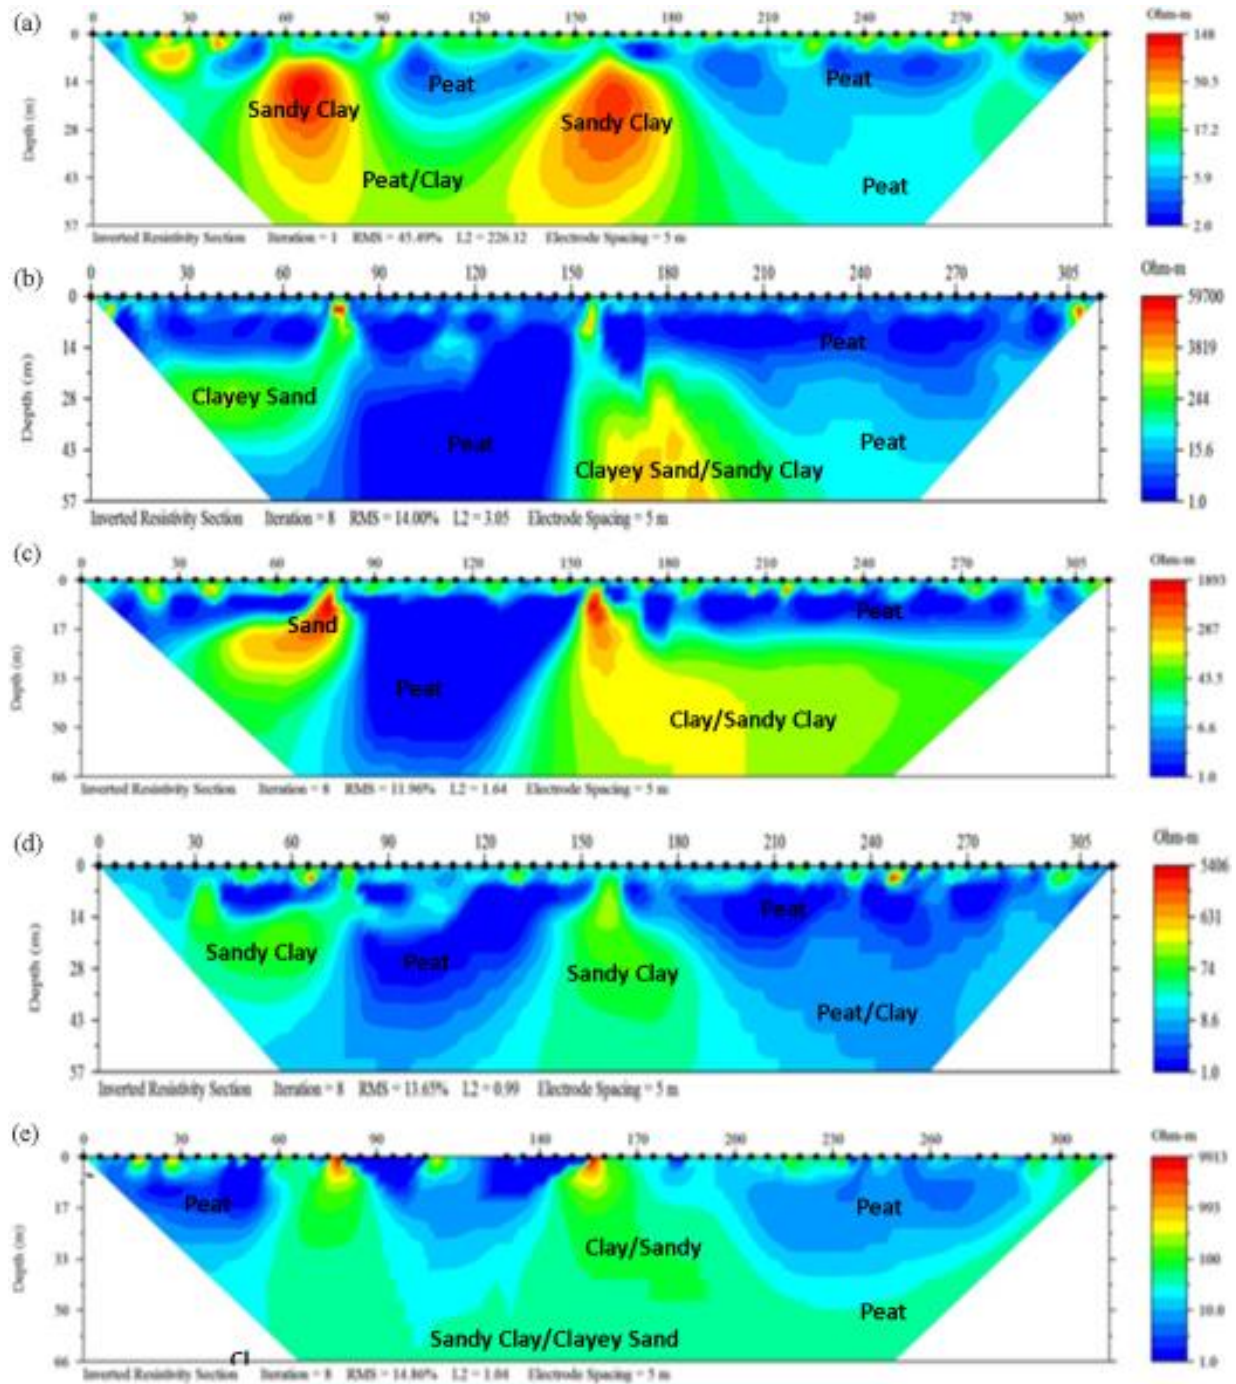 (a)
0 30 60 90 120 150 180 210 240 270 305
Ohm-m
0
14
28
43
57
Depth (m)
Sandy Clay
Peat
Sandy Clay
Peat
Peat/Clay
Peat
148
50.5
17.2
5.9
2.0
Inverted Resistivity Section Iteration = 1 RMS = 45.49% L2 = 226.12 Electrode Spacing = 5 m
(b)
0 30 60 90 120 150 180 210 240 270 305
Ohm-m
0
14
28
43
57
Depth (m)
Peat
Clayey Sand
Peat
Peat
Clayey Sand/Sandy Clay
59700
3819
244
15.6
1.0
Inverted Resistivity Section Iteration = 8 RMS = 14.00% L2 = 3.05 Electrode Spacing = 5 m
(c)
0 30 60 90 120 150 180 210 240 270 305
Ohm-m
0
17
33
50
66
Depth (m)
Sand
Peat
Peat
Clay/Sandy Clay
1893
287
43.5
6.6
1.0
Inverted Resistivity Section Iteration = 8 RMS = 11.96% L2 = 1.64 Electrode Spacing = 5 m
(d)
0 30 60 90 120 150 180 210 240 270 305
Ohm-m
0
14
28
43
57
Depth (m)
Peat
Sandy Clay
Peat
Sandy Clay
Peat/Clay
5406
631
74
8.6
1.0
Inverted Resistivity Section Iteration = 8 RMS = 13.65% L2 = 0.99 Electrode Spacing = 5 m
(e)
0 30 60 90 140 170 200 230 260 300
Ohm-m
0
17
33
50
66
Depth (m)
Peat
Peat
Clay/Sandy
Peat
Sandy Clay/Clayey Sand
Cl
9913
993
100
10.0
1.0
Inverted Resistivity Section Iteration = 8 RMS = 14.86% L2 = 1.04 Electrode Spacing = 5 m